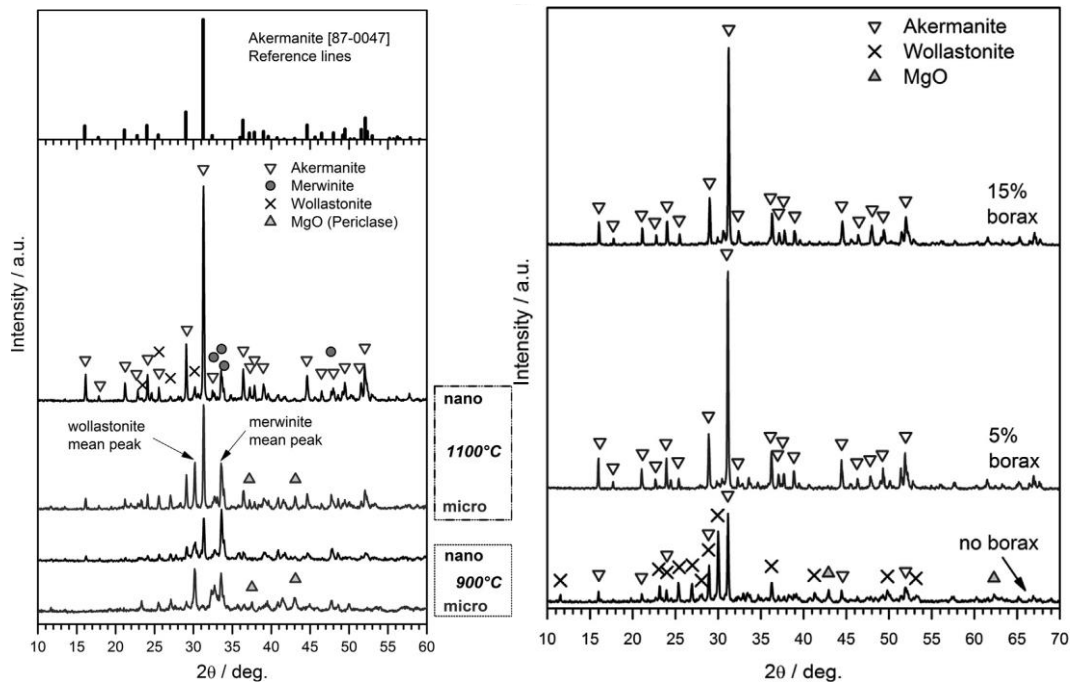 Akermanite [87-0047]
Reference lines
Akermanite
Merwinite
Wollastonite
MgO (Periclase)
wollastonite
mean peak
merwinite
mean peak
nano
1100°C
micro
nano
900°C
micro
Intensity / a.u.
10 15 20 25 30 35 40 45 50 55 60
2θ / deg.
Akermanite
Wollastonite
MgO
15%
borax
5%
borax
no borax
Intensity / a.u.
10 15 20 25 30 35 40 45 50 55 60 65 70
2θ / deg.